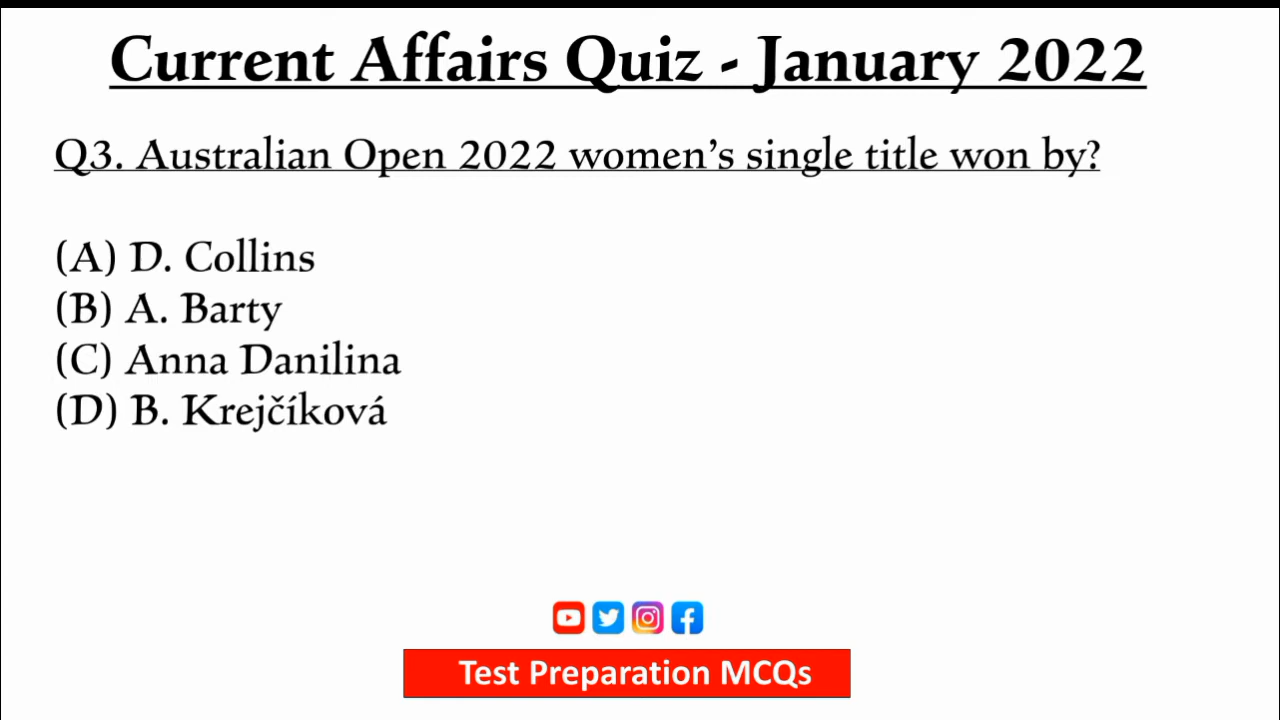 Current Affairs Quiz - January 2022
Q3. Australian Open 2022 women’s single title won by?
(A) D. Collins
(B) A. Barty
(C) Anna Danilina
(D) B. Krejčíková
Test Preparation MCQs